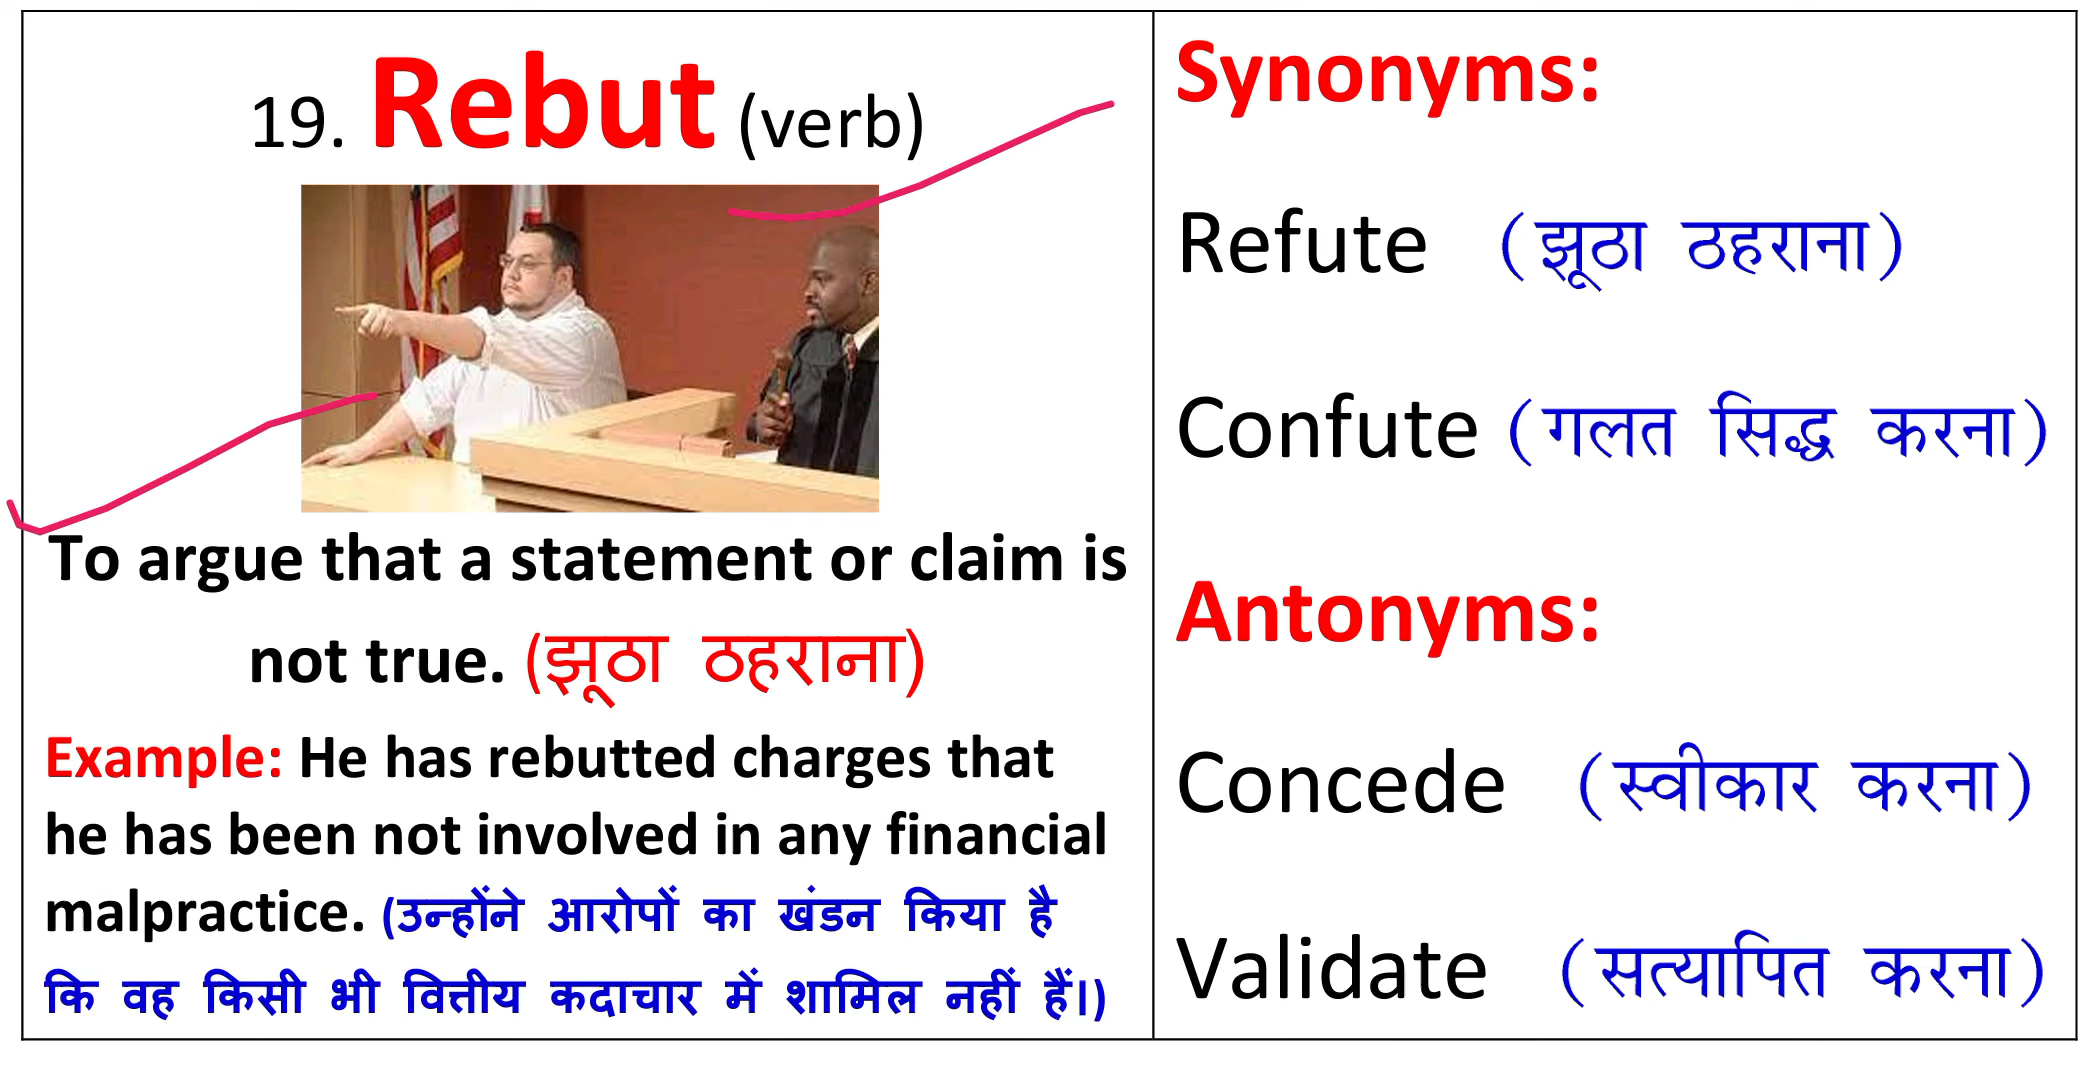 19. Rebut (verb)
To argue that a statement or claim is
not true. (झूठा ठहराना)
Example: He has rebutted charges that
he has been not involved in any financial
malpractice. (उन्होंने आरोपों का खंडन किया है
कि वह किसी भी वित्तीय कदाचार में शामिल नहीं हैं।)
Synonyms:
Refute (झूठा ठहराना)
Confute (गलत सिद्ध करना)
Antonyms:
Concede (स्वीकार करना)
Validate (सत्यापित करना)